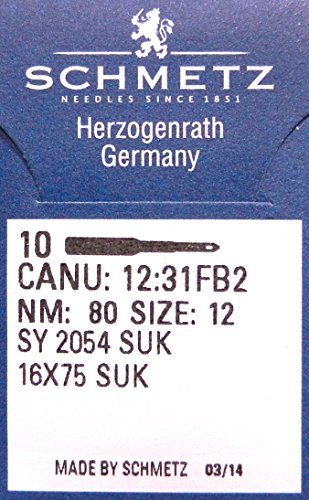 SCHMETZ
NEEDLES SINCE 1851
Herzogenrath
Germany
10
CANU: 12:31FB2
NM: 80 SIZE: 12
SY 2054 SUK
16X75 SUK
MADE BY SCHMETZ 03/14